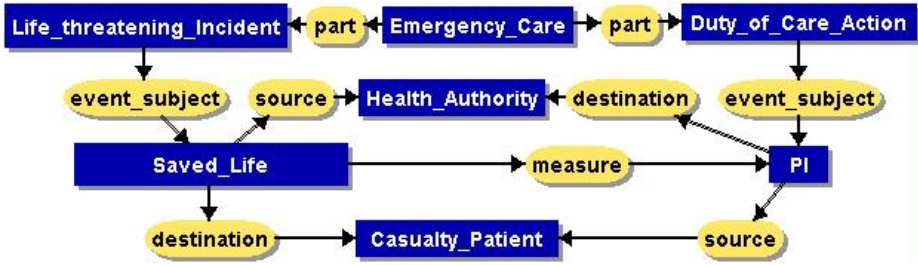 Life_threatening_Incident part Emergency_Care part Duty_of_Care_Action
event_subject source Health_Authority destination event_subject
Saved_Life measure PI
destination Casualty_Patient source